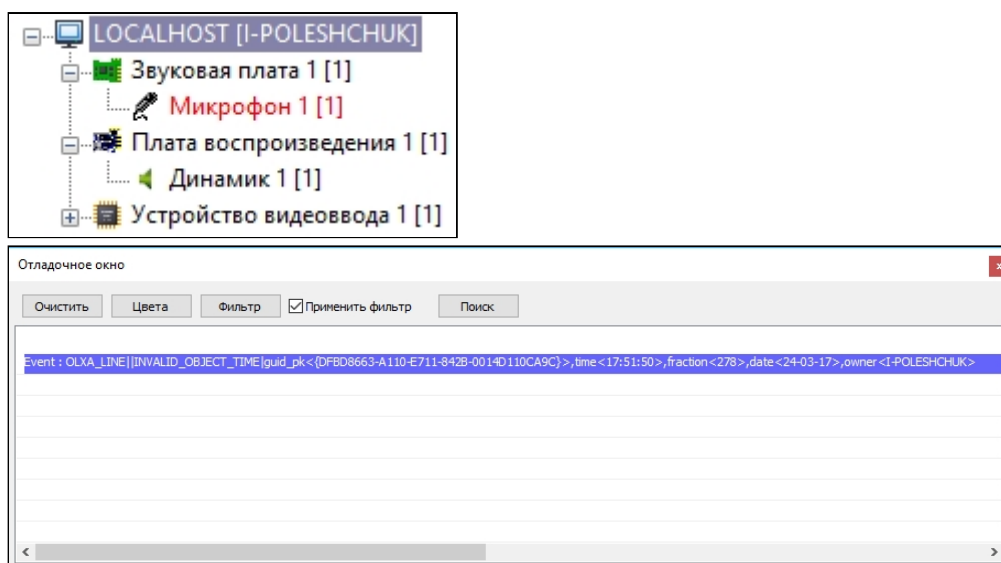 LOCALHOST [I-POLESHCHUK]
Звуковая плата 1 [1]
Микрофон 1 [1]
Плата воспроизведения 1 [1]
Динамик 1 [1]
Устройство видеоввода 1 [1]
Отладочное окно
Очистить Цвета Фильтр Применить фильтр Поиск
Event : OLXA_LINE||INVALID_OBJECT_TIME|guid_pk<{DFBD8663-A110-E711-842B-0014D110CA9C}>,time<17:51:50>,fraction<278>,date<24-03-17>,owner<I-POLESHCHUK>